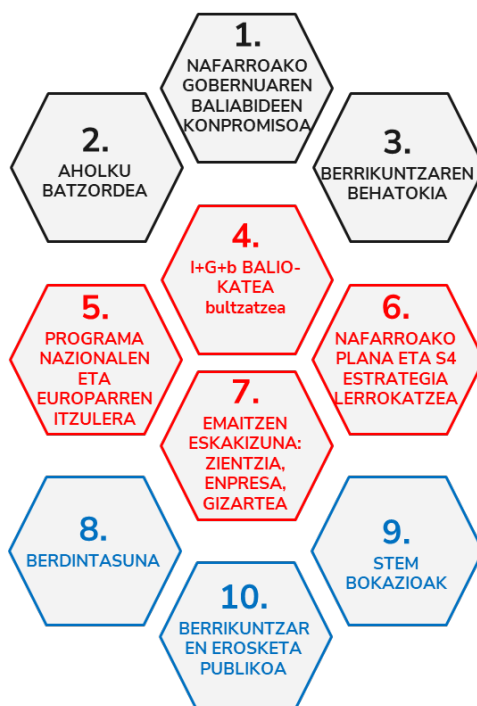 1.
NAFARROAKO
GOBERNUAREN
BALIABIDEEN
KONPROMISOA
2.
AHOLKU
BATZORDEA
3.
BERRIKUNTZAREN
BEHATOKIA
4.
I+G+b BALIO-
KATEA
bultzatzea
5.
PROGRAMA
NAZIONALEN
ETA
EUROPARREN
ITZULERA
6.
NAFARROAKO
PLANA ETA S4
ESTRATEGIA
LERROKATZEA
7.
EMAITZEN
ESKAKIZUNA:
ZIENTZIA,
ENPRESA,
GIZARTEA
8.
BERDINTASUNA
9.
STEM
BOKAZIOAK
10.
BERRIKUNTZAR
EN EROSKETA
PUBLIKOA